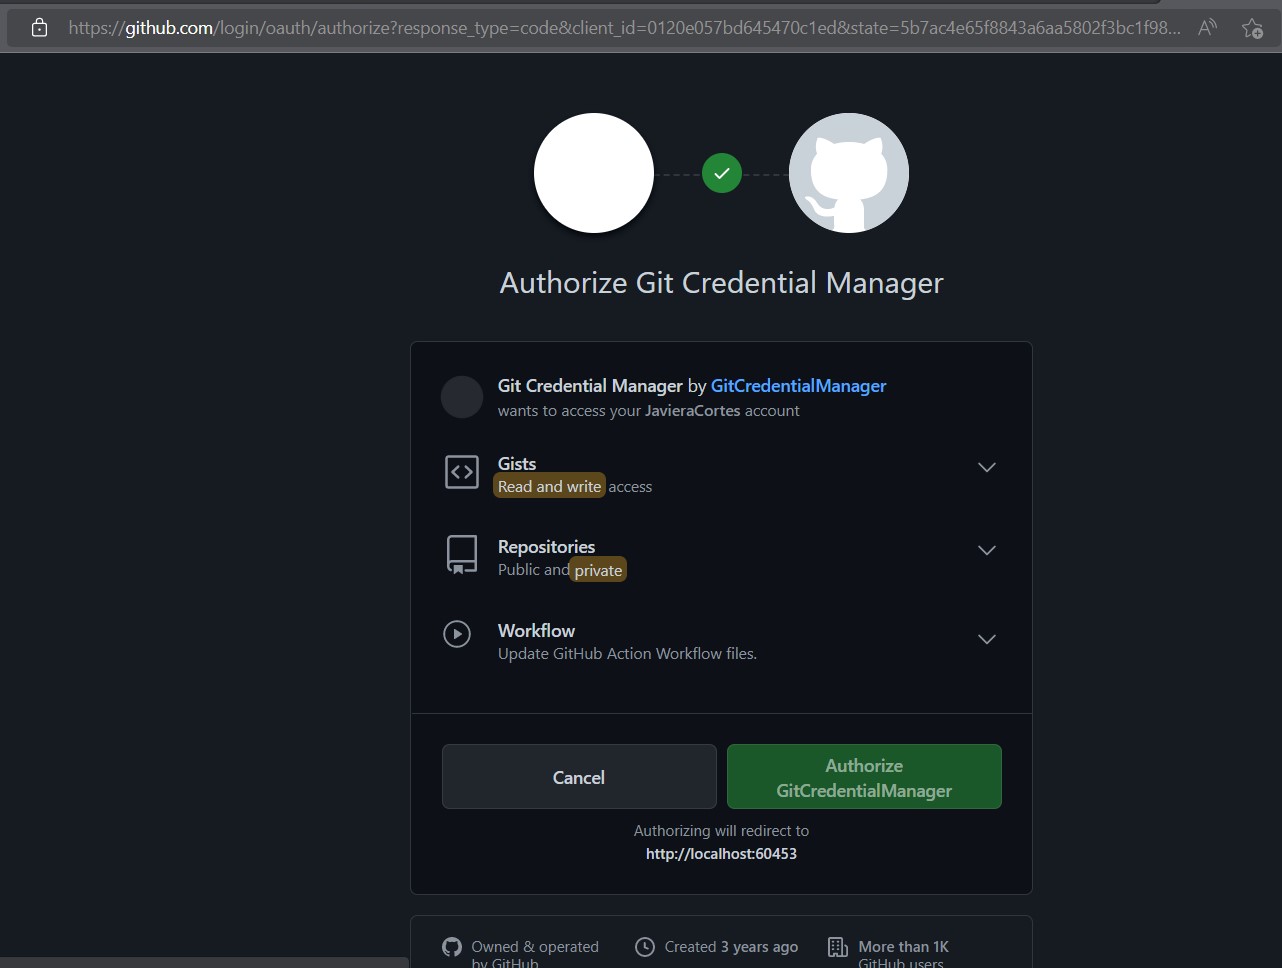 https://github.com/login/oauth/authorize?response_type=code&client_id=0120e057bd645470c1ed&state=5b7ac4e65f8843a6aa5802f3bc1f98...
Authorize Git Credential Manager
Git Credential Manager by GitCredentialManager
wants to access your JavieraCortes account
Gists
Read and write access
Repositories
Public and private
Workflow
Update GitHub Action Workflow files.
Cancel
Authorize
GitCredentialManager
Authorizing will redirect to
http://localhost:60453
Owned & operated
by GitHub
Created 3 years ago
More than 1K
GitHub users